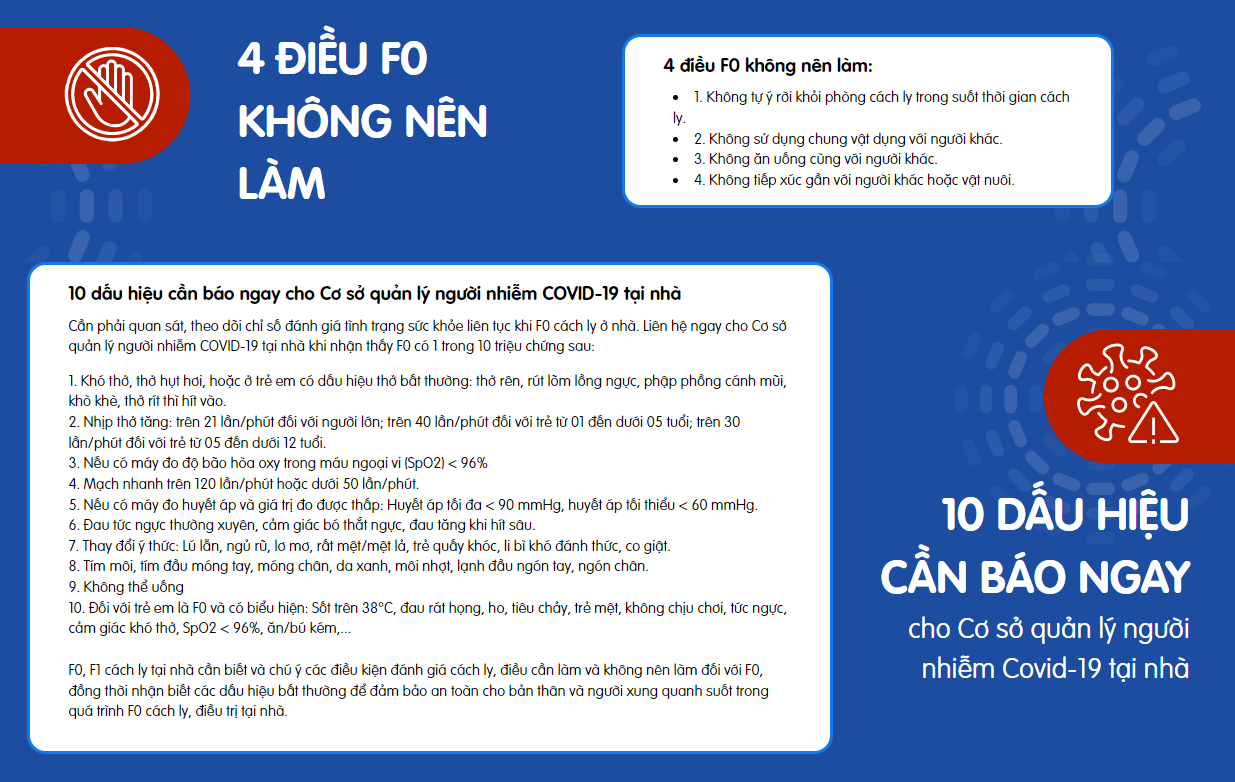 4 ĐIỀU F0
KHÔNG NÊN
LÀM
4 điều F0 không nên làm:
• 1. Không tự ý rời khỏi phòng cách ly trong suốt thời gian cách
ly.
• 2. Không sử dụng chung vật dụng với người khác.
• 3. Không ăn uống cùng với người khác.
• 4. Không tiếp xúc gần với người khác hoặc vật nuôi.
10 dấu hiệu cần báo ngay cho Cơ sở quản lý người nhiễm COVID-19 tại nhà
Cần phải quan sát, theo dõi chỉ số đánh giá tình trạng sức khỏe liên tục khi F0 cách ly ở nhà. Liên hệ ngay cho Cơ sở
quản lý người nhiễm COVID-19 tại nhà khi nhận thấy F0 có 1 trong 10 triệu chứng sau:
1. Khó thở, thở hụt hơi, hoặc ở trẻ em có dấu hiệu thở bất thường: thở rên, rút lõm lồng ngực, phập phồng cánh mũi,
khò khè, thở rít thì hít vào.
2. Nhịp thở tăng: trên 21 lần/phút đối với người lớn; trên 40 lần/phút đối với trẻ từ 01 đến dưới 05 tuổi; trên 30
lần/phút đối với trẻ từ 05 đến dưới 12 tuổi.
3. Nếu có máy đo độ bão hòa oxy trong máu ngoại vi (SpO2) < 96%
4. Mạch nhanh trên 120 lần/phút hoặc dưới 50 lần/phút.
5. Nếu có máy đo huyết áp và giá trị đo được thấp: Huyết áp tối đa < 90 mmHg, huyết áp tối thiểu < 60 mmHg.
6. Đau tức ngực thường xuyên, cảm giác bó thắt ngực, đau tăng khi hít sâu.
7. Thay đổi ý thức: Lú lẫn, ngủ rũ, lơ mơ, rất mệt/mệt lả, trẻ quấy khóc, li bì khó đánh thức, co giật.
8. Tím môi, tím đầu móng tay, móng chân, da xanh, môi nhợt, lạnh đầu ngón tay, ngón chân.
9. Không thể uống
10. Đối với trẻ em là F0 và có biểu hiện: Sốt trên 38°C, đau rát họng, ho, tiêu chảy, trẻ mệt, không chịu chơi, tức ngực,
cảm giác khó thở, SpO2 < 96%, ăn/bú kém,...
F0, F1 cách ly tại nhà cần biết và chú ý các điều kiện đánh giá cách ly, điều cần làm và không nên làm đối với F0,
đồng thời nhận biết các dấu hiệu bất thường để đảm bảo an toàn cho bản thân và người xung quanh suốt trong
quá trình F0 cách ly, điều trị tại nhà.
10 DẤU HIỆU
CẦN BÁO NGAY
cho Cơ sở quản lý người
nhiễm Covid-19 tại nhà